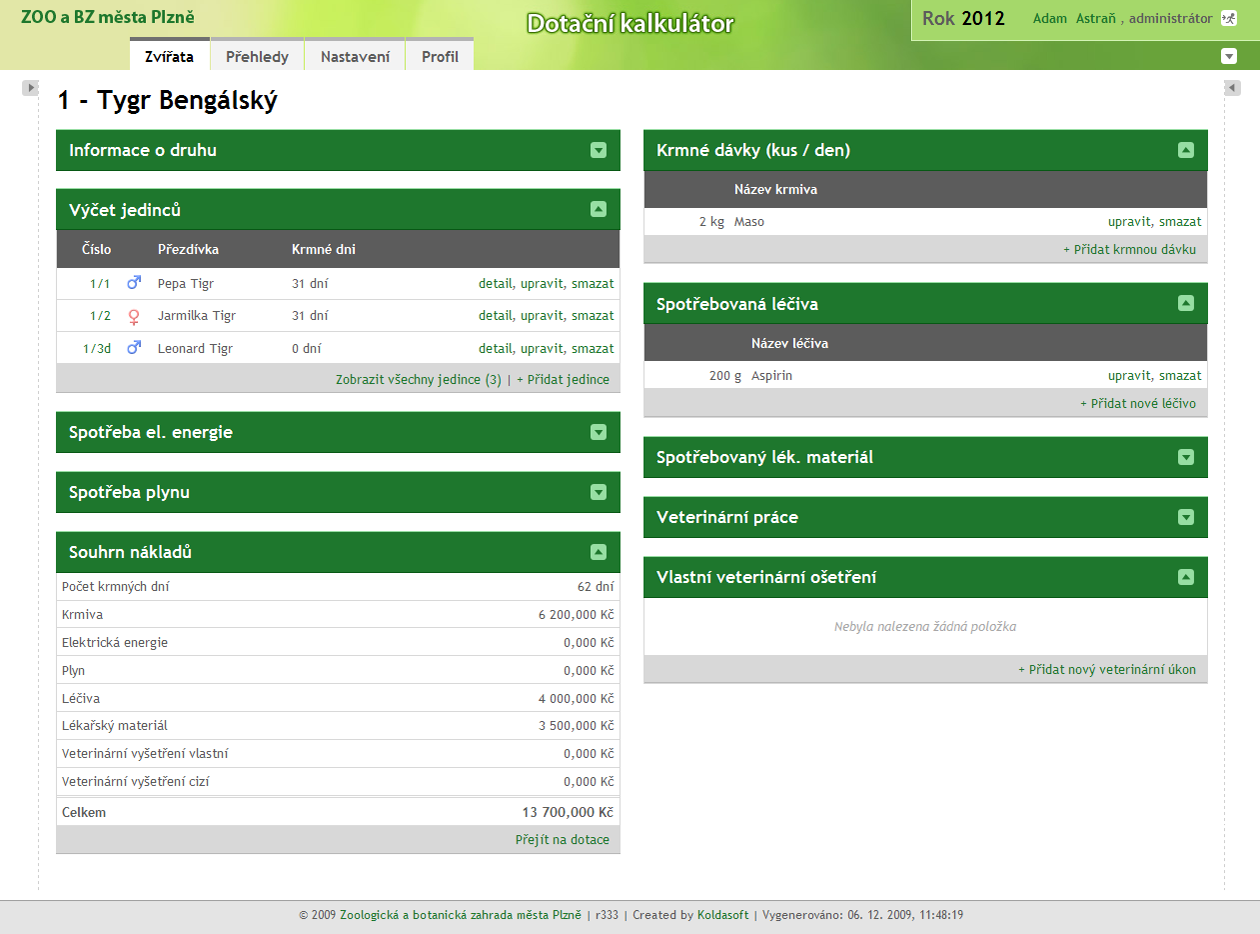 ZOO a BZ města Plzně
Dotační kalkulátor
Rok 2012 Adam Astraň , administrátor
Zvířata Přehledy Nastavení Profil
1 - Tygr Bengálský
Informace o druhu
Výčet jedinců
Číslo Přezdívka Krmné dni
1/1 Pepa Tigr 31 dní detail, upravit, smazat
1/2 Jarmilka Tigr 31 dní detail, upravit, smazat
1/3d Leonard Tigr 0 dní detail, upravit, smazat
Zobrazit všechny jedince (3) | + Přidat jedince
Spotřeba el. energie
Spotřeba plynu
Souhrn nákladů
Počet krmných dní 62 dní
Krmiva 6 200,000 Kč
Elektrická energie 0,000 Kč
Plyn 0,000 Kč
Léčiva 4 000,000 Kč
Lékařský materiál 3 500,000 Kč
Veterinární vyšetření vlastní 0,000 Kč
Veterinární vyšetření cizí 0,000 Kč
Celkem 13 700,000 Kč
Přejít na dotace
Krmné dávky (kus / den)
Název krmiva
2 kg Maso upravit, smazat
+ Přidat krmnou dávku
Spotřebovaná léčiva
Název léčiva
200 g Aspirin upravit, smazat
+ Přidat nové léčivo
Spotřebovaný lék. materiál
Veterinární práce
Vlastní veterinární ošetření
Nebyla nalezena žádná položka
+ Přidat nový veterinární úkon
© 2009 Zoologická a botanická zahrada města Plzně | r333 | Created by Koldasoft | Vygenerováno: 06. 12. 2009, 11:48:19